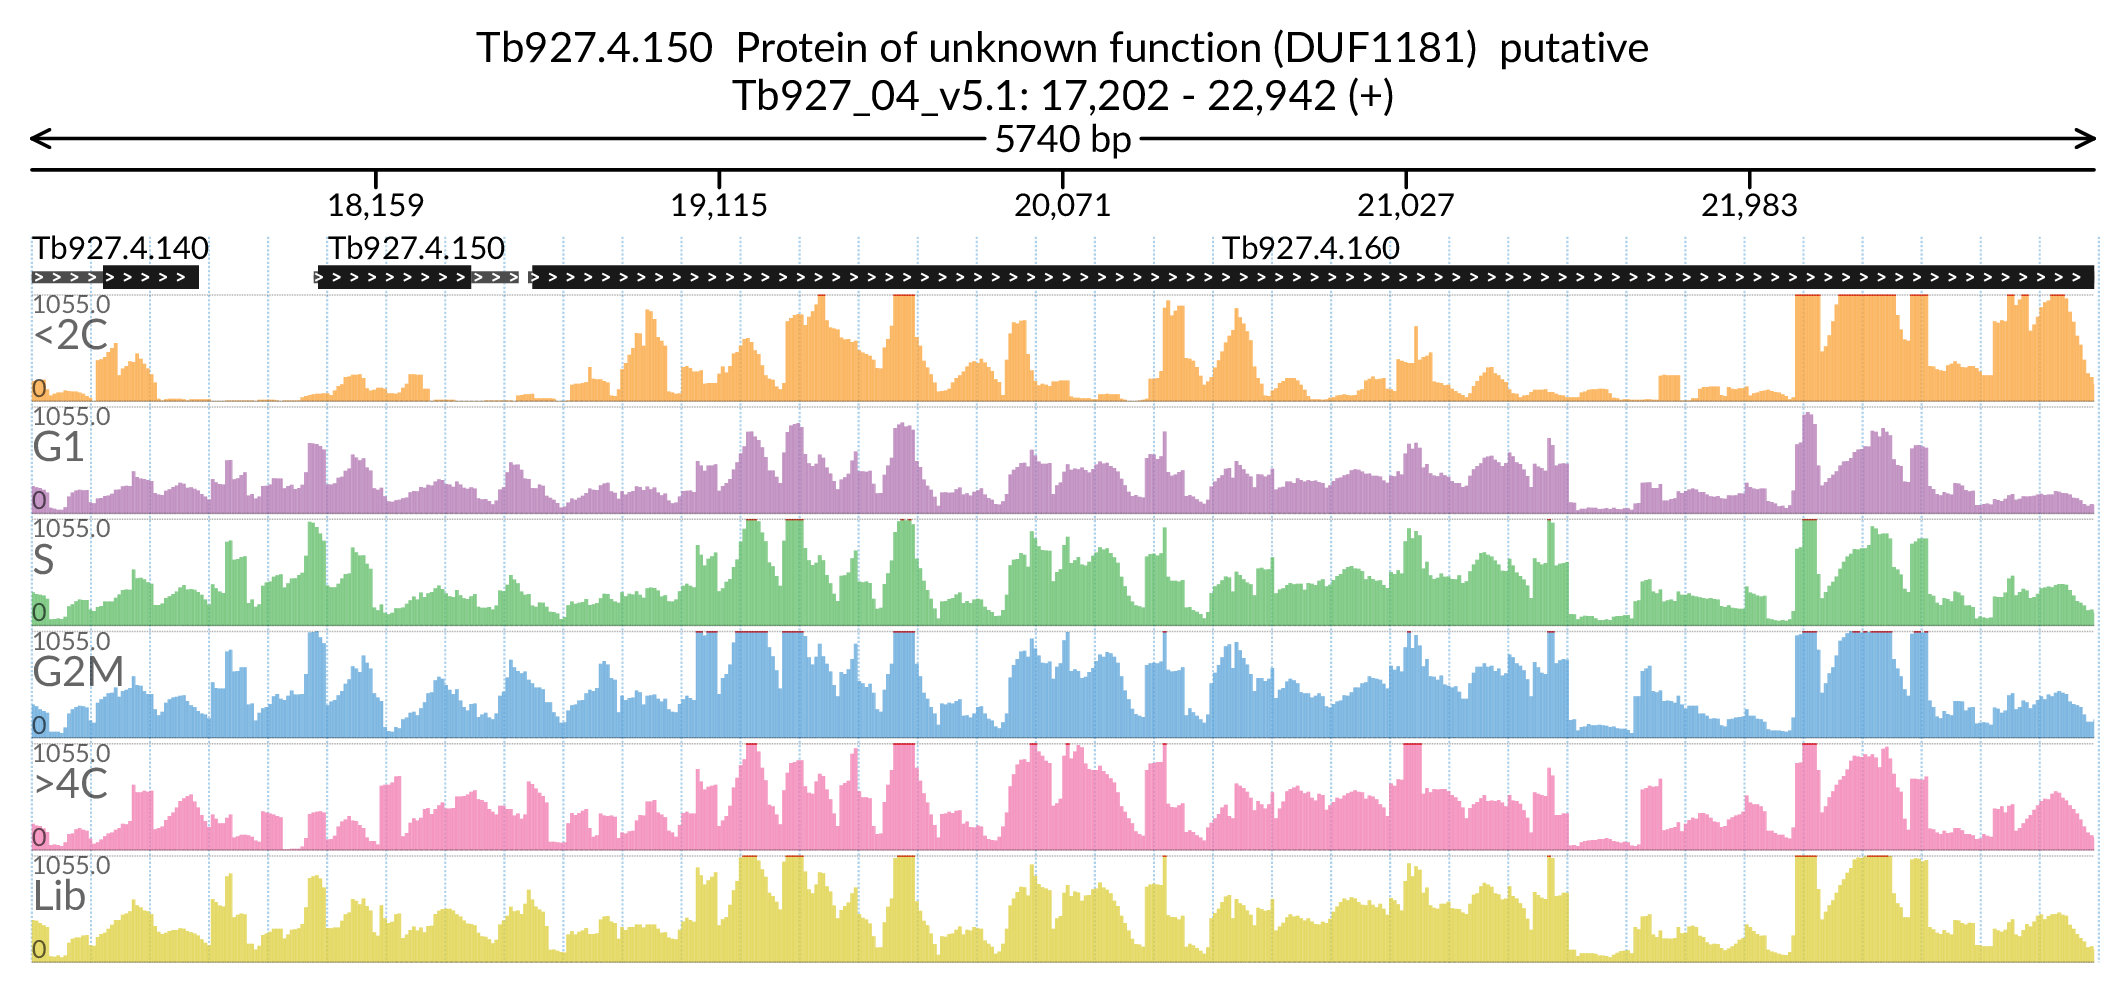 Tb927.4.150 Protein of unknown function (DUF1181) putative
Tb927_04_v5.1: 17,202 - 22,942 (+)
5740 bp
18,159 19,115 20,071 21,027 21,983
Tb927.4.140 Tb927.4.150 Tb927.4.160
1055.0
<2C
0
1055.0
G1
0
1055.0
S
0
1055.0
G2M
0
1055.0
>4C
0
1055.0
Lib
0